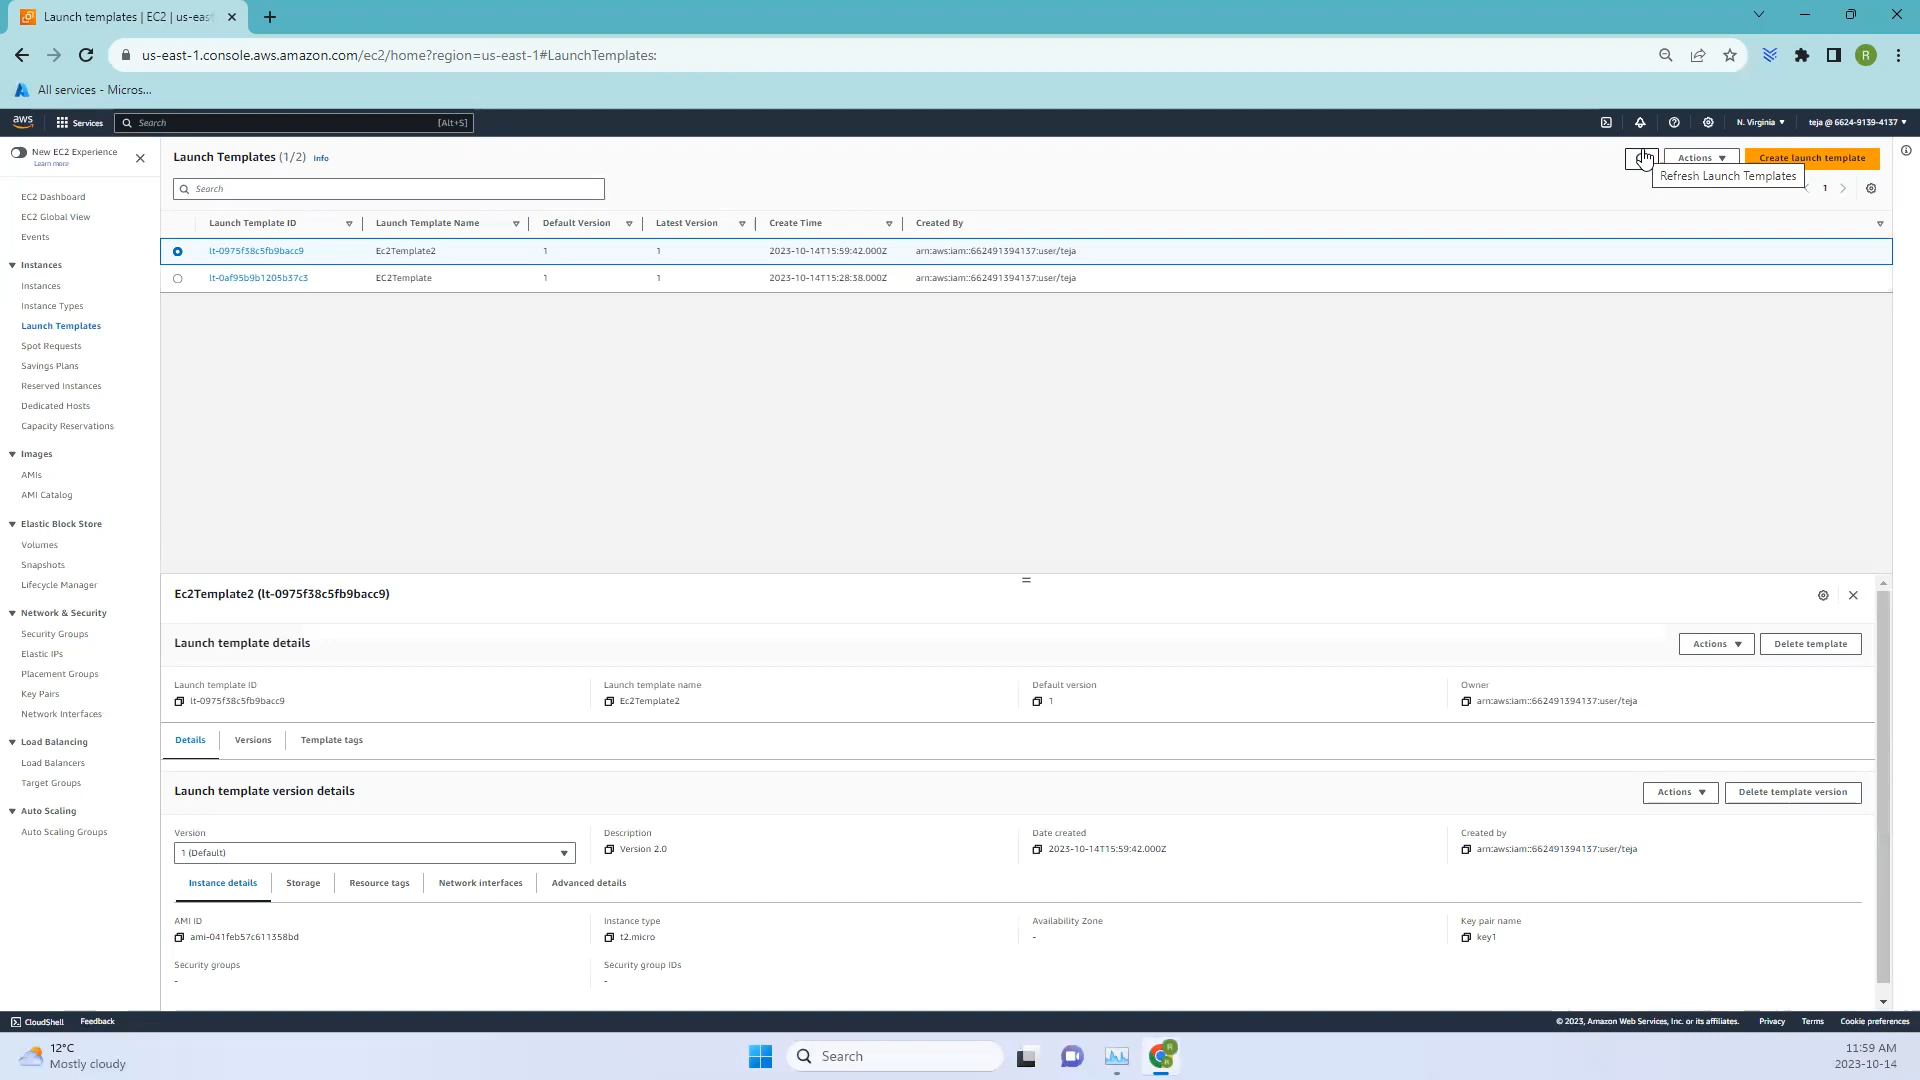 Launch templates | EC2 | us-eas
us-east-1.console.aws.amazon.com/ec2/home?region=us-east-1#LaunchTemplates:
R
All services - Micros...
aws
Services
Search
[Alt+S]
N. Virginia
teja @ 6624-9139-4137
New EC2 Experience
Learn more
EC2 Dashboard
EC2 Global View
Events
Instances
Instances
Instance Types
Launch Templates
Spot Requests
Savings Plans
Reserved Instances
Dedicated Hosts
Capacity Reservations
Images
AMIs
AMI Catalog
Elastic Block Store
Volumes
Snapshots
Lifecycle Manager
Network & Security
Security Groups
Elastic IPs
Placement Groups
Key Pairs
Network Interfaces
Load Balancing
Load Balancers
Target Groups
Auto Scaling
Auto Scaling Groups
Launch Templates (1/2) Info
Actions
Create launch template
Refresh Launch Templates
Search
1
Launch Template ID Launch Template Name Default Version Latest Version Create Time Created By
lt-0975f38c5fb9bacc9 Ec2Template2 1 1 2023-10-14T15:59:42.000Z arn:aws:iam::662491394137:user/teja
lt-0af95b9b1205b37c3 EC2Template 1 1 2023-10-14T15:28:38.000Z arn:aws:iam::662491394137:user/teja
Ec2Template2 (lt-0975f38c5fb9bacc9)
Launch template details
Actions
Delete template
Launch template ID Launch template name Default version Owner
lt-0975f38c5fb9bacc9 Ec2Template2 1 arn:aws:iam::662491394137:user/teja
Details Versions Template tags
Launch template version details
Actions
Delete template version
Version Description Date created Created by
1 (Default) Version 2.0 2023-10-14T15:59:42.000Z arn:aws:iam::662491394137:user/teja
Instance details Storage Resource tags Network interfaces Advanced details
AMI ID Instance type Availability Zone Key pair name
ami-041feb57c611358bd t2.micro - key1
Security groups Security group IDs
- -
CloudShell
Feedback
© 2023, Amazon Web Services, Inc. or its affiliates.
Privacy
Terms
Cookie preferences
12°C
Mostly cloudy
Search
11:59 AM
2023-10-14